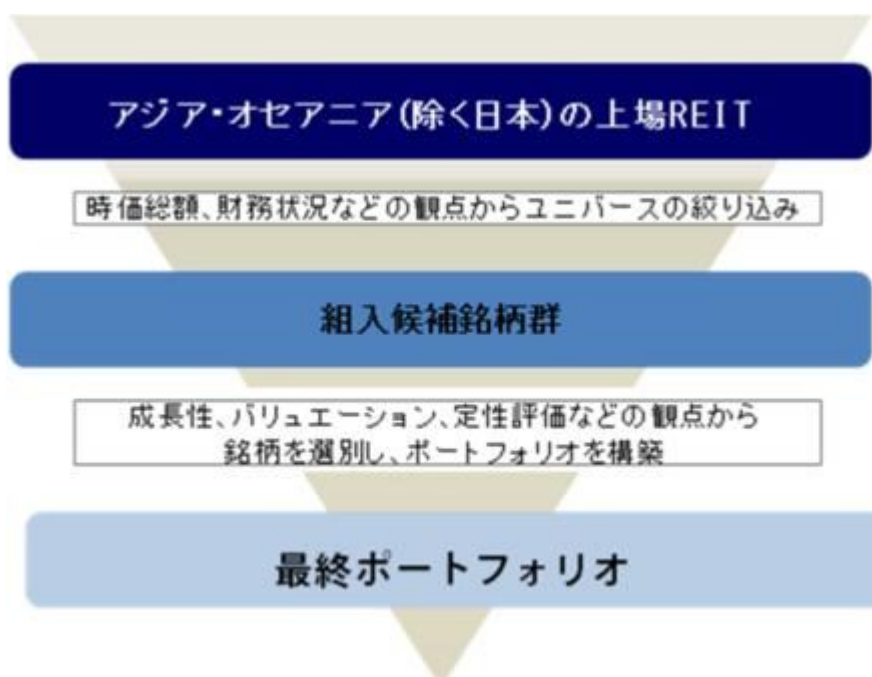 アジア・オセアニア(除く日本)の上場REIT
時価総額、財務状況などの観点からユニバースの絞り込み
組入候補銘柄群
成長性、バリュエーション、定性評価などの観点から
銘柄を選別し、ポートフォリオを構築
最終ポートフォリオ